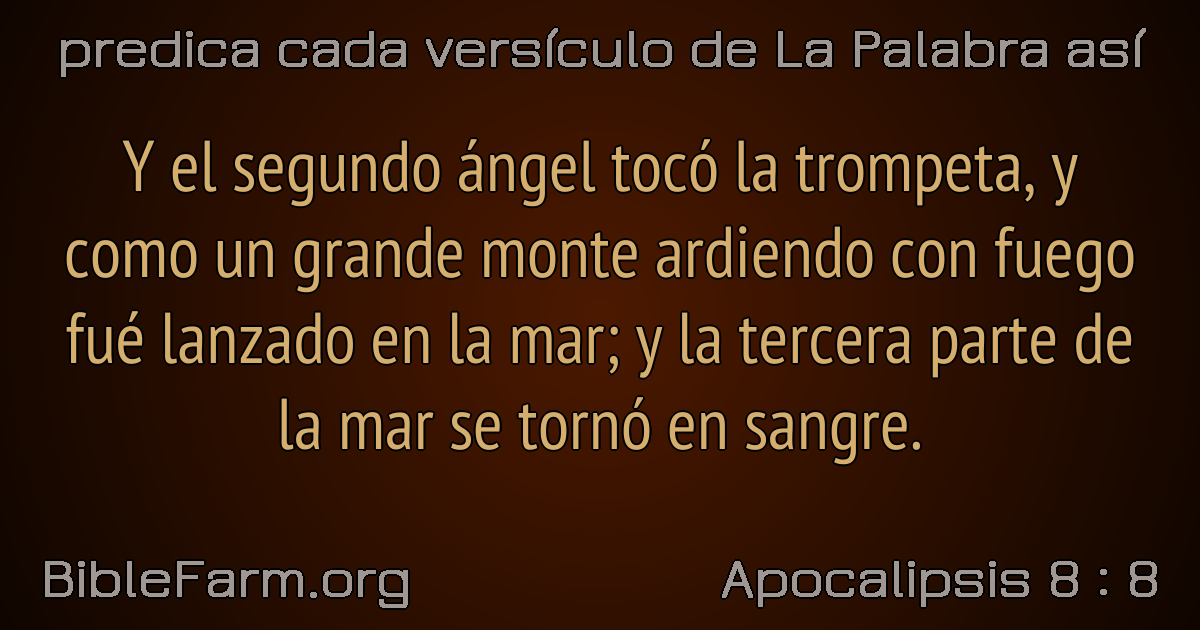 predica cada versículo de La Palabra así
Y el segundo ángel tocó la trompeta, y
como un grande monte ardiendo con fuego
fué lanzado en la mar; y la tercera parte de
la mar se tornó en sangre.
BibleFarm.org
Apocalipsis 8 : 8